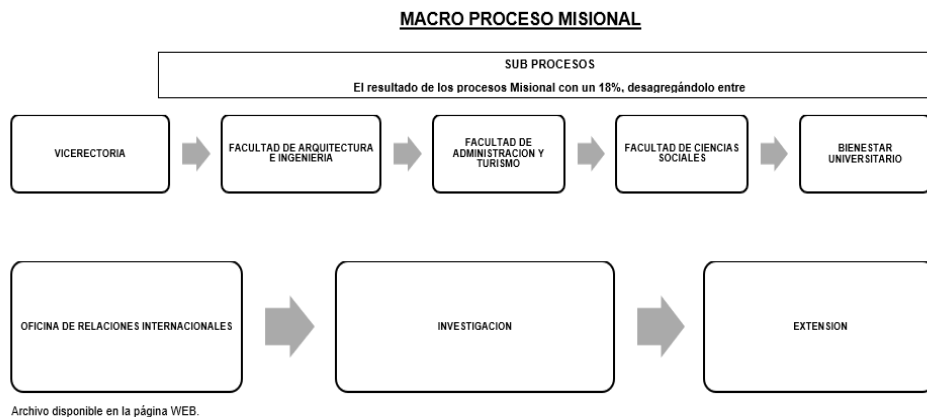 MACRO PROCESO MISIONAL
SUB PROCESOS
El resultado de los procesos Misional con un 18%, desagregándolo entre
VICERECTORIA
FACULTAD DE ARQUITECTURA
E INGENIERIA
FACULTAD DE
ADMINISTRACION Y
TURISMO
FACULTAD DE CIENCIAS
SOCIALES
BIENESTAR
UNIVERSITARIO
OFICINA DE RELACIONES INTERNACIONALES
INVESTIGACION
EXTENSION
Archivo disponible en la página WEB.